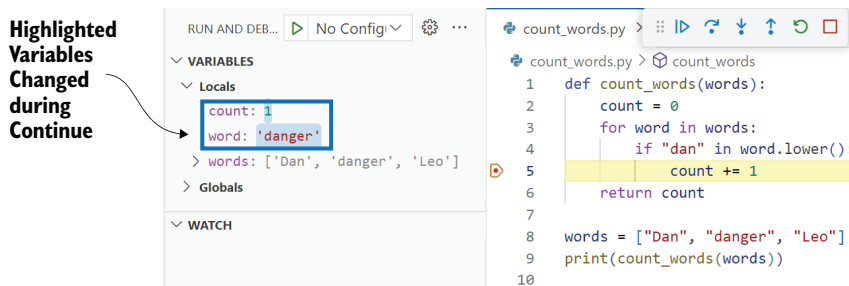 Highlighted
Variables
Changed
during
Continue
RUN AND DEB... No Config
VARIABLES
Locals
count: 1
word: 'danger'
words: ['Dan', 'danger', 'Leo']
Globals
WATCH
count_words.py
count_words.py > count_words
1 def count_words(words):
2 count = 0
3 for word in words:
4 if "dan" in word.lower()
5 count += 1
6 return count
7
8 words = ["Dan", "danger", "Leo"]
9 print(count_words(words))
10